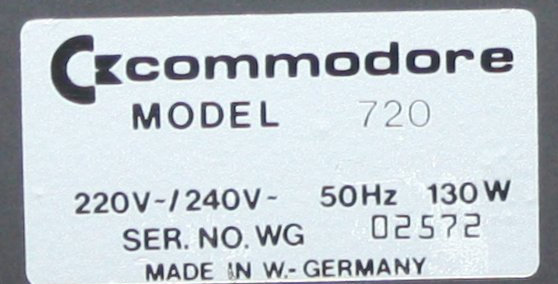 commodore
MODEL 720
220V~/240V~ 50Hz 130W
SER. NO. WG 02572
MADE IN W.-GERMANY